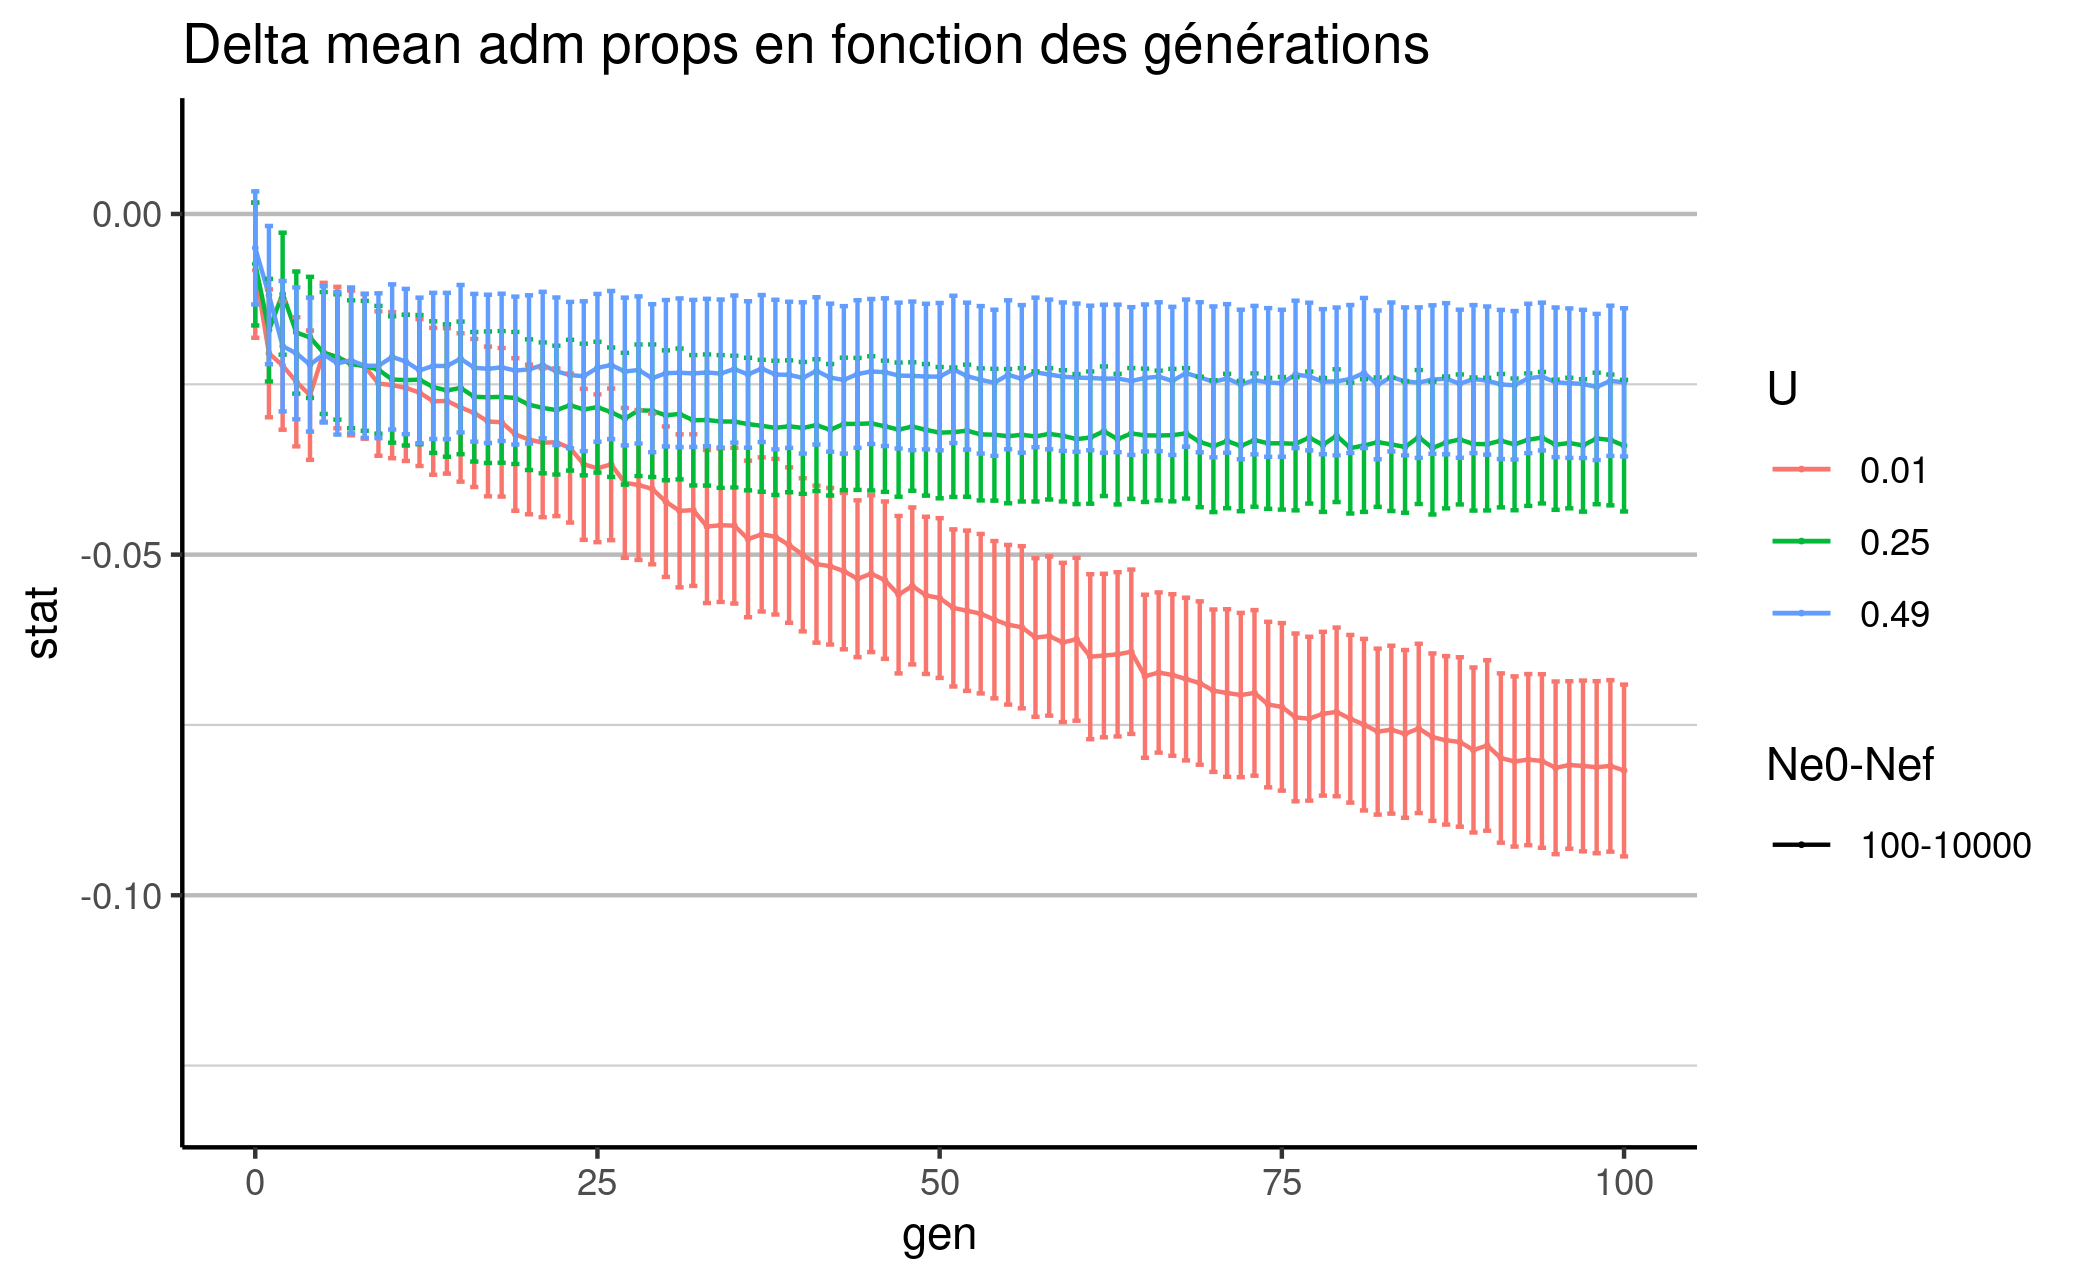 Delta mean adm props en fonction des générations
0.00
-0.05
-0.10
stat
0
25
50
75
100
gen
U
0.01
0.25
0.49
Ne0-Nef
100-10000